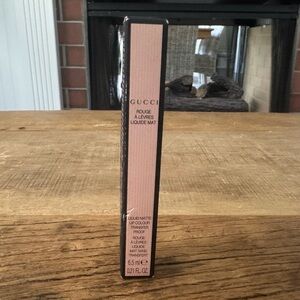 GUCCI
ROUGE
À LÈVRES
LIQUIDE MAT
LIQUID MATTE
LIP COLOUR
TRANSFER
PROOF
ROUGE
À LÈVRES
LIQUIDE
MAT SANS
TRANSFERT
6.5 ml ℮
0.21 FL. OZ.